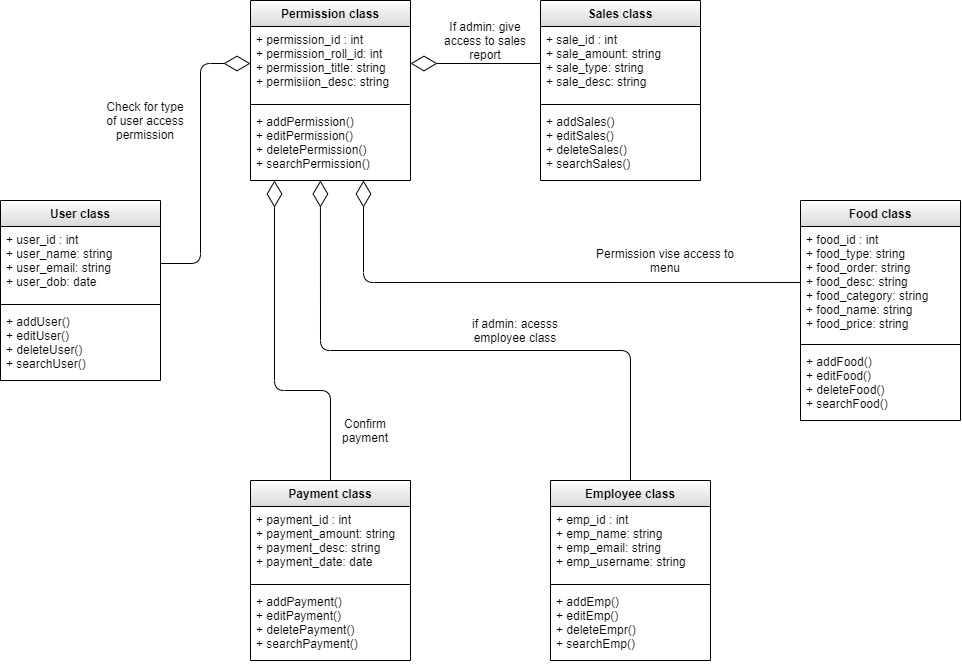 Permission class
+ permission_id : int
+ permission_roll_id: int
+ permission_title: string
+ permisiion_desc: string
+ addPermission()
+ editPermission()
+ deletePermission()
+ searchPermission()
If admin: give
access to sales
report
Sales class
+ sale_id : int
+ sale_amount: string
+ sale_type: string
+ sale_desc: string
+ addSales()
+ editSales()
+ deleteSales()
+ searchSales()
Check for type
of user access
permission
User class
+ user_id : int
+ user_name: string
+ user_email: string
+ user_dob: date
+ addUser()
+ editUser()
+ deleteUser()
+ searchUser()
Permission vise access to
menu
Food class
+ food_id : int
+ food_type: string
+ food_order: string
+ food_desc: string
+ food_category: string
+ food_name: string
+ food_price: string
+ addFood()
+ editFood()
+ deleteFood()
+ searchFood()
if admin: acesss
employee class
Confirm
payment
Payment class
+ payment_id : int
+ payment_amount: string
+ payment_desc: string
+ payment_date: date
+ addPayment()
+ editPayment()
+ deletePayment()
+ searchPayment()
Employee class
+ emp_id : int
+ emp_name: string
+ emp_email: string
+ emp_username: string
+ addEmp()
+ editEmp()
+ deleteEmpr()
+ searchEmp()